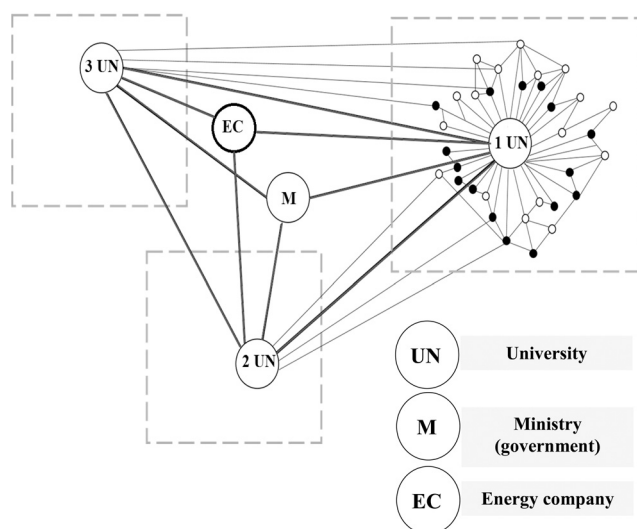 3 UN
EC
1 UN
M
2 UN
UN
University
M
Ministry
(government)
EC
Energy company